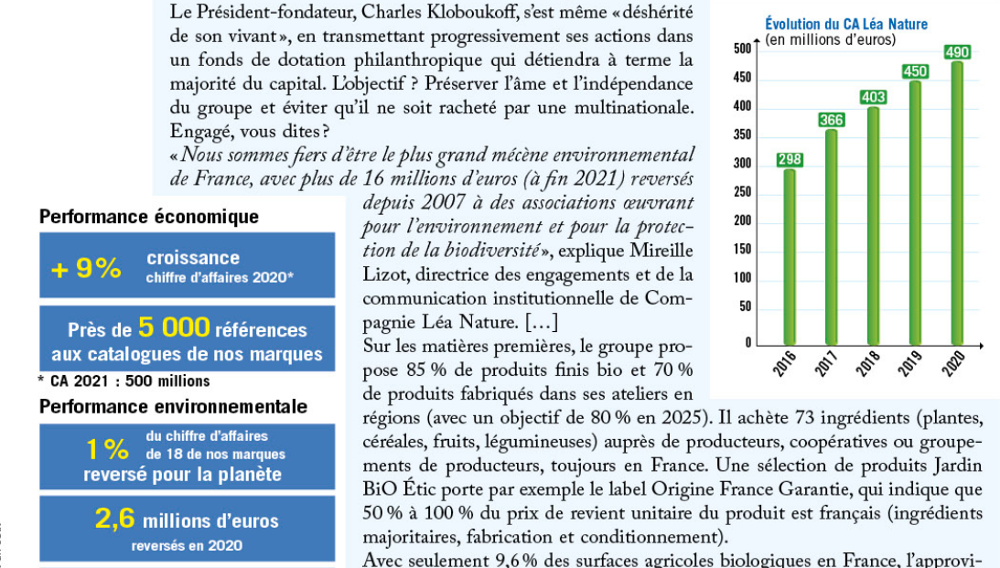 Le Président-fondateur, Charles Kloboukoff, s'est même « déshérité
de son vivant », en transmettant progressivement ses actions dans
un fonds de dotation philanthropique qui détiendra à terme la
majorité du capital. L'objectif ? Préserver l'âme et l'indépendance
du groupe et éviter qu'il ne soit racheté par une multinationale.
Engagé, vous dites ?
« Nous sommes fiers d'être le plus grand mécène environnemental
de France, avec plus de 16 millions d'euros (à fin 2021) reversés
depuis 2007 à des associations œuvrant
pour l'environnement et pour la protec-
tion de la biodiversité », explique Mireille
Lizot, directrice des engagements et de la
communication institutionnelle de Com-
pagnie Léa Nature. […]
Sur les matières premières, le groupe pro-
pose 85 % de produits finis bio et 70 %
de produits fabriqués dans ses ateliers en
régions (avec un objectif de 80 % en 2025). Il achète 73 ingrédients (plantes,
céréales, fruits, légumineuses) auprès de producteurs, coopératives ou groupe-
ments de producteurs, toujours en France. Une sélection de produits Jardin
BiO Étic porte par exemple le label Origine France Garantie, qui indique que
50 % à 100 % du prix de revient unitaire du produit est français (ingrédients
majoritaires, fabrication et conditionnement).
Avec seulement 9,6 % des surfaces agricoles biologiques en France, l'approvi-
Performance économique
+ 9% croissance
chiffre d'affaires 2020*
Près de 5 000 références
aux catalogues de nos marques
* CA 2021 : 500 millions
Performance environnementale
1 % du chiffre d'affaires
de 18 de nos marques
reversé pour la planète
2,6 millions d'euros
reversés en 2020
Évolution du CA Léa Nature
(en millions d'euros)
500
450
400
350
300
250
200
150
100
50
0
298
366
403
450
490
2016
2017
2018
2019
2020